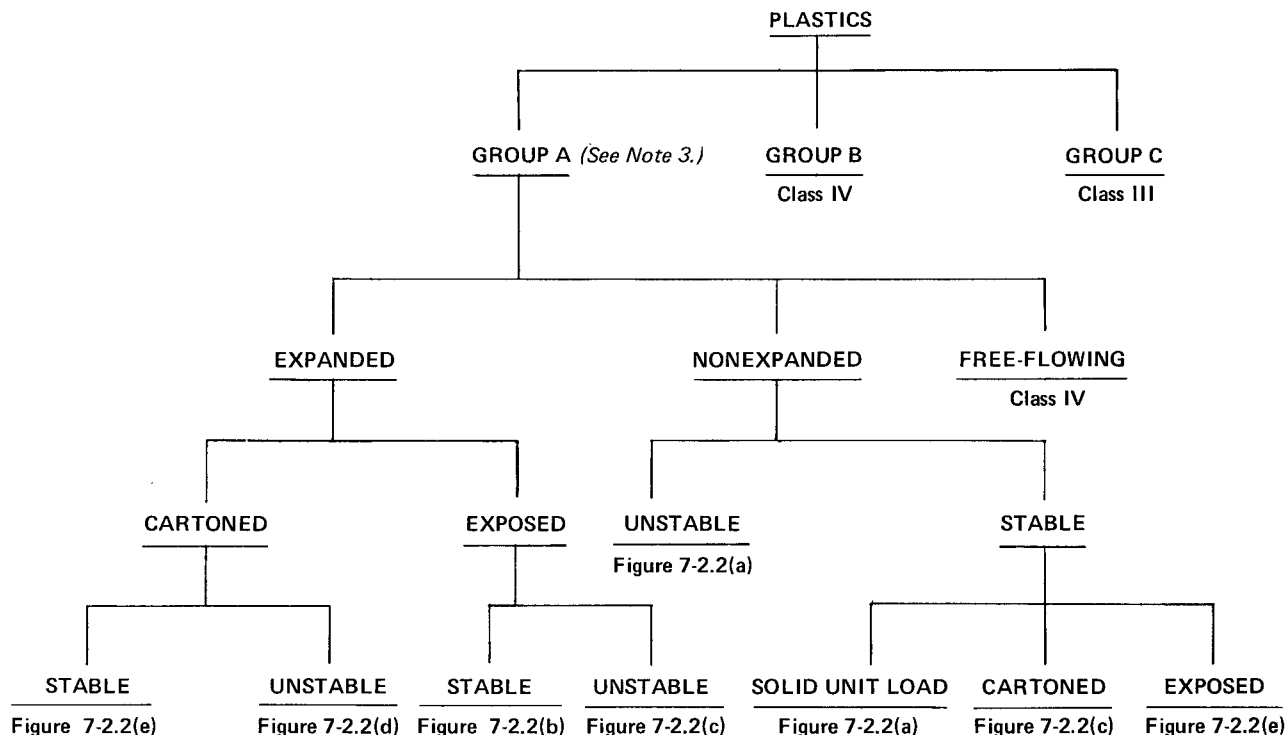 PLASTICS
GROUP A (See Note 3.)
GROUP B
Class IV
GROUP C
Class III
EXPANDED
NONEXPANDED
FREE-FLOWING
Class IV
CARTONED
EXPOSED
UNSTABLE
Figure 7-2.2(a)
STABLE
STABLE
Figure 7-2.2(e)
UNSTABLE
Figure 7-2.2(d)
STABLE
Figure 7-2.2(b)
UNSTABLE
Figure 7-2.2(c)
SOLID UNIT LOAD
Figure 7-2.2(a)
CARTONED
Figure 7-2.2(c)
EXPOSED
Figure 7-2.2(e)